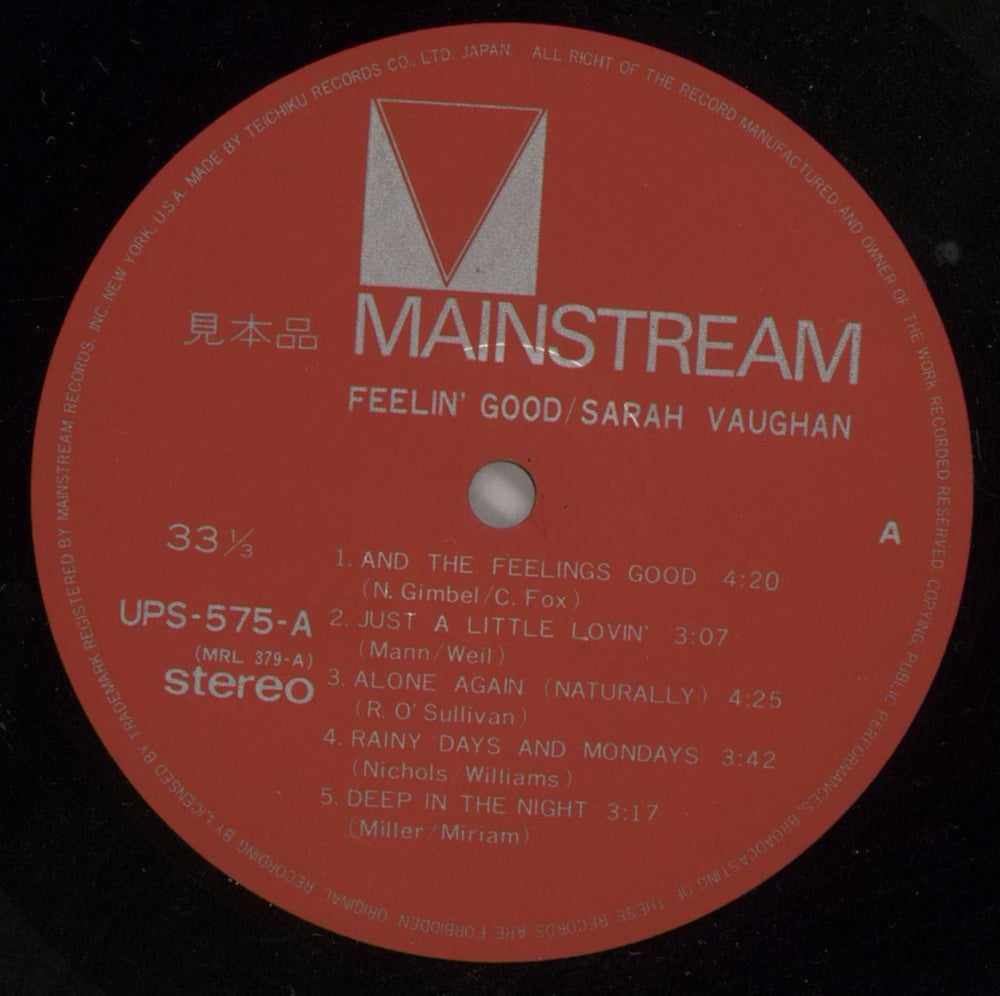 MADE BY TEICHIKU RECORDS CO., LTD. JAPAN. ALL RIGHT OF THE RECORD MANUFACTURED AND OWNER OF THE WORK RECORDED RESERVED. COPYING, PUBLIC PERFORMANCES, BROADCASTING OF THESE RECORDS ARE FORBIDDEN. ORIGINAL RECORDING BY LICENSED BY TRADEMARK REGISTERED BY MAINSTREAM RECORDS, INC. NEW YORK, U.S.A.
見本品
MAINSTREAM
FEELIN' GOOD/SARAH VAUGHAN
A
33 1/3
UPS-575-A
(MRL 379-A)
stereo
1. AND THE FEELINGS GOOD 4:20
(N. Gimbel/C. Fox)
2. JUST A LITTLE LOVIN' 3:07
(Mann/Weil)
3. ALONE AGAIN (NATURALLY) 4:25
(R. O'Sullivan)
4. RAINY DAYS AND MONDAYS 3:42
(Nichols/Williams)
5. DEEP IN THE NIGHT 3:17
(Miller/Miriam)